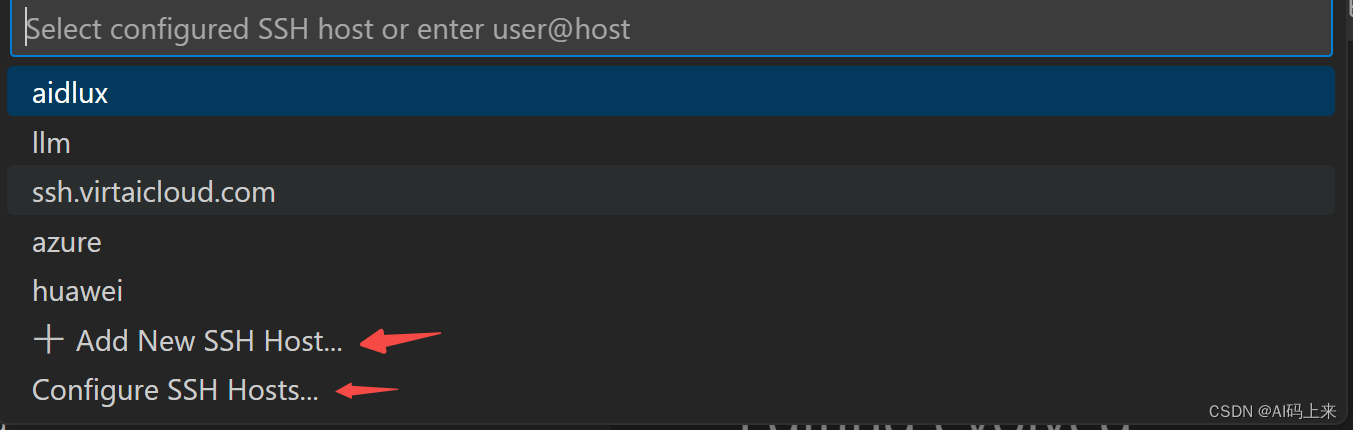 Select configured SSH host or enter user@host
aidlux
llm
ssh.virtaicloud.com
azure
huawei
+ Add New SSH Host...
Configure SSH Hosts...
CSDN @AI码上来